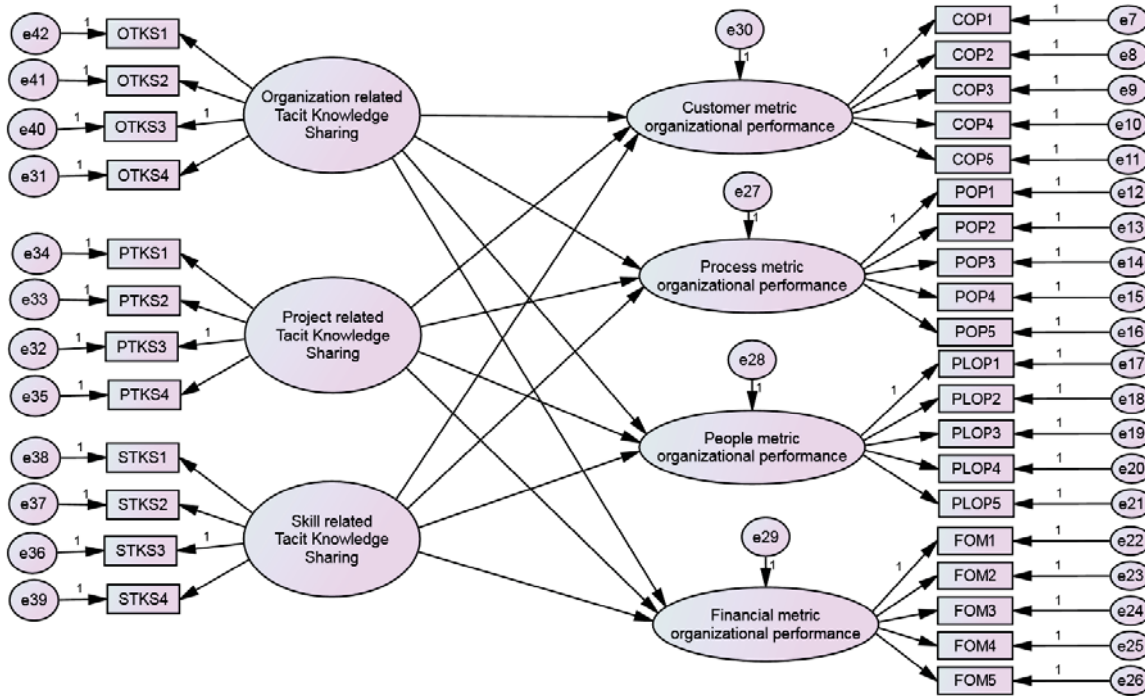 e42
1
OTKS1
e41
1
OTKS2
e40
1
OTKS3
1
e31
1
OTKS4
Organization related
Tacit Knowledge
Sharing
e34
1
PTKS1
e33
1
PTKS2
e32
1
PTKS3
1
e35
1
PTKS4
Project related
Tacit Knowledge
Sharing
e38
1
STKS1
e37
1
STKS2
e36
1
STKS3
1
e39
1
STKS4
Skill related
Tacit Knowledge
Sharing
e30
1
Customer metric
organizational performance
e27
1
Process metric
organizational performance
e28
1
People metric
organizational performance
e29
1
Financial metric
organizational performance
1
COP1
1
e7
COP2
1
e8
COP3
1
e9
COP4
1
e10
COP5
1
e11
1
POP1
1
e12
POP2
1
e13
POP3
1
e14
POP4
1
e15
POP5
1
e16
1
PLOP1
1
e17
PLOP2
1
e18
PLOP3
1
e19
PLOP4
1
e20
PLOP5
1
e21
1
FOM1
1
e22
FOM2
1
e23
FOM3
1
e24
FOM4
1
e25
FOM5
1
e26